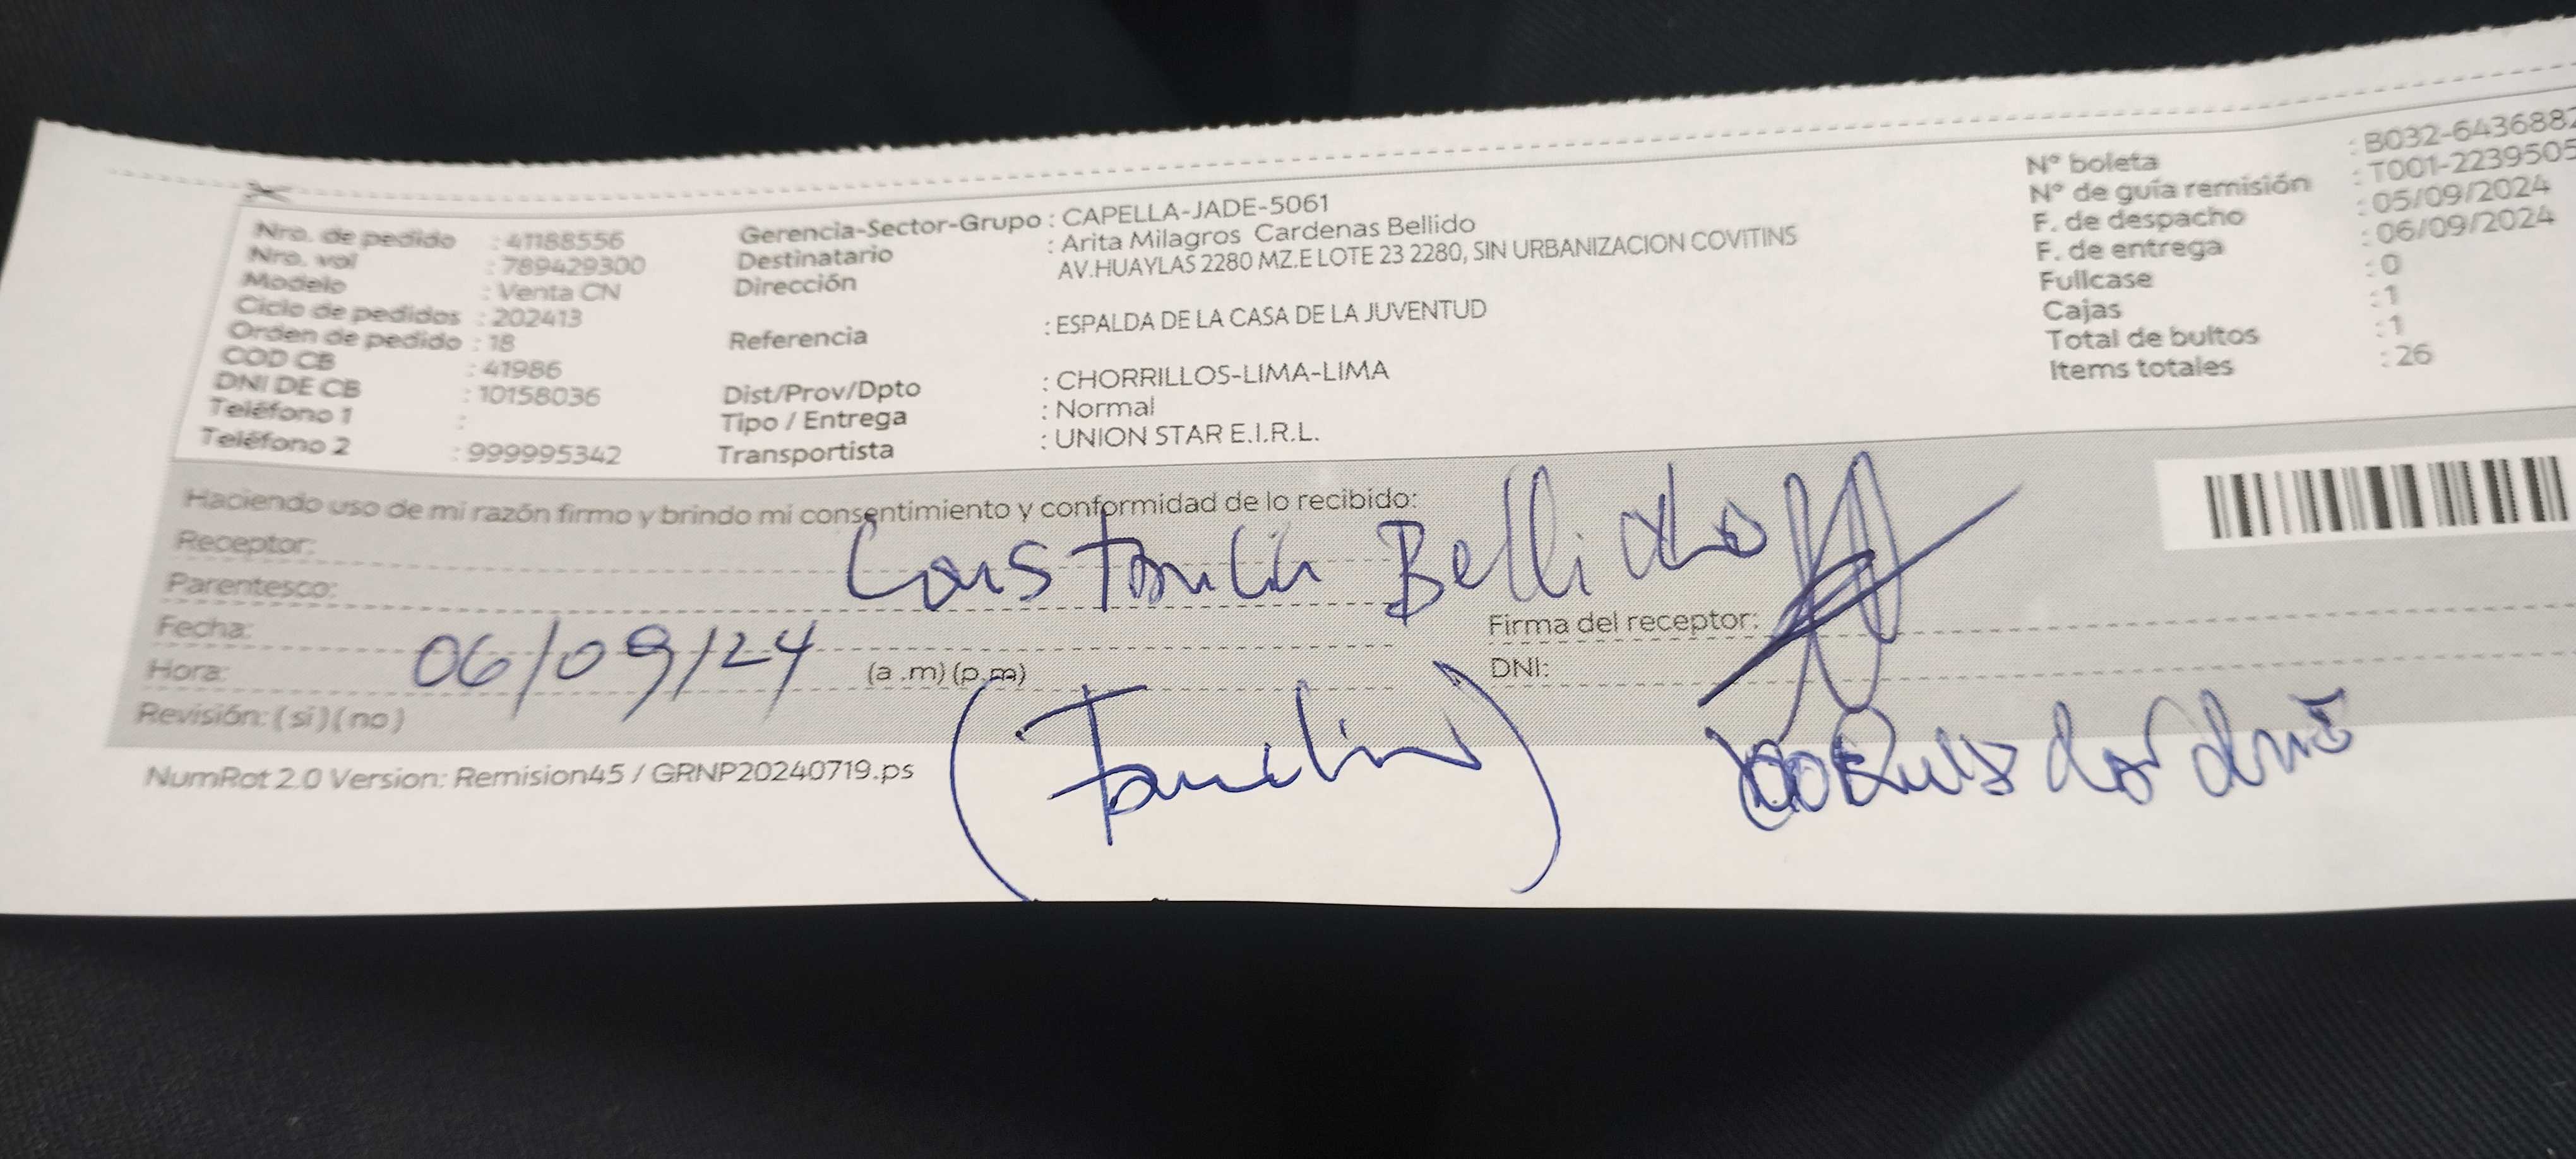 Nro. de pedido : 41188556
Nro. vol : 789429300
Modelo : Venta CN
Ciclo de pedidos : 202413
Orden de pedido : 18
COD CB : 41986
DNI DE CB : 10158036
Teléfono 1 :
Teléfono 2 : 999995342
Gerencia-Sector-Grupo : CAPELLA-JADE-5061
Destinatario : Arita Milagros Cardenas Bellido
Dirección AV.HUAYLAS 2280 MZ.E LOTE 23 2280, SIN URBANIZACION COVITINS
Referencia : ESPALDA DE LA CASA DE LA JUVENTUD
Dist/Prov/Dpto : CHORRILLOS-LIMA-LIMA
Tipo / Entrega : Normal
Transportista : UNION STAR E.I.R.L.
Nº boleta : B032-6436882
Nº de guía remisión : T001-2239505
F. de despacho : 05/09/2024
F. de entrega : 06/09/2024
Fullcase : 0
Cajas : 1
Total de bultos : 1
Items totales : 26
Haciendo uso de mi razón firmo y brindo mi consentimiento y conformidad de lo recibido:
Receptor: Bellido
Parentesco:
Fecha: 06/09/24
Firma del receptor:
Hora: (a .m) (p.m)
DNI:
Revisión: ( si ) ( no )
NumRot 2.0 Version: Remision45 / GRNP20240719.ps